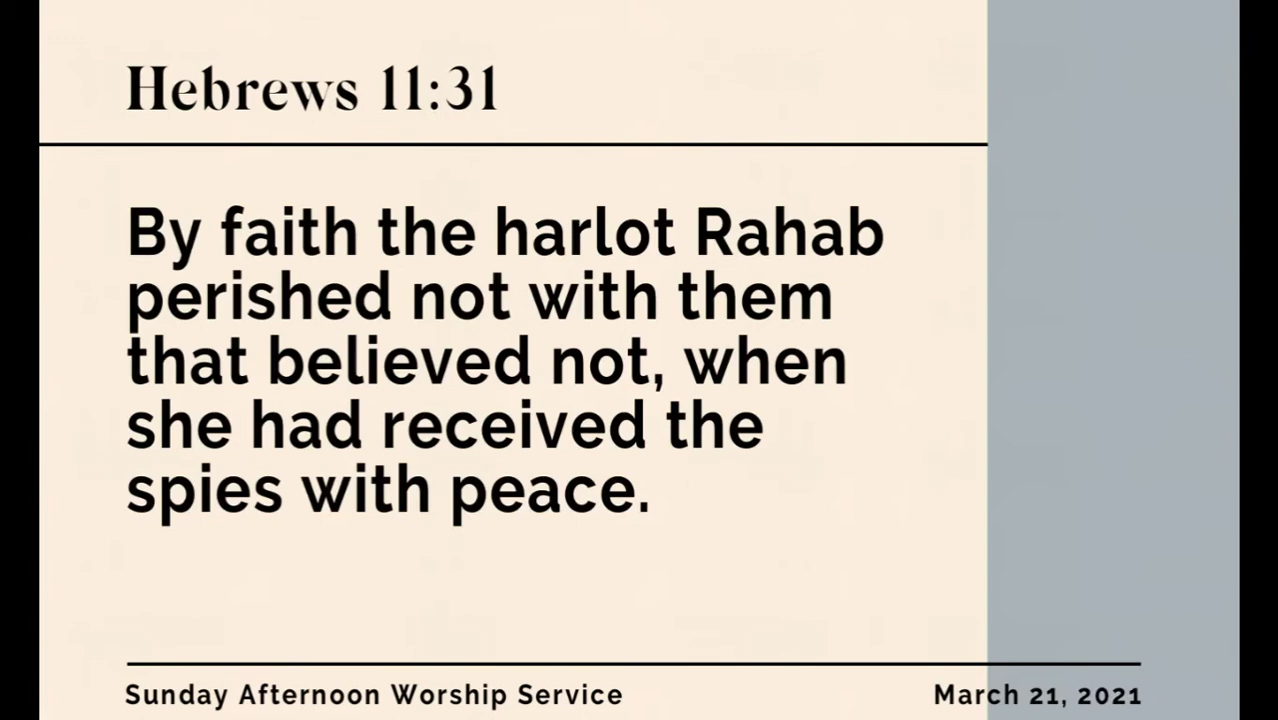 Hebrews 11:31
By faith the harlot Rahab
perished not with them
that believed not, when
she had received the
spies with peace.
Sunday Afternoon Worship Service
March 21, 2021